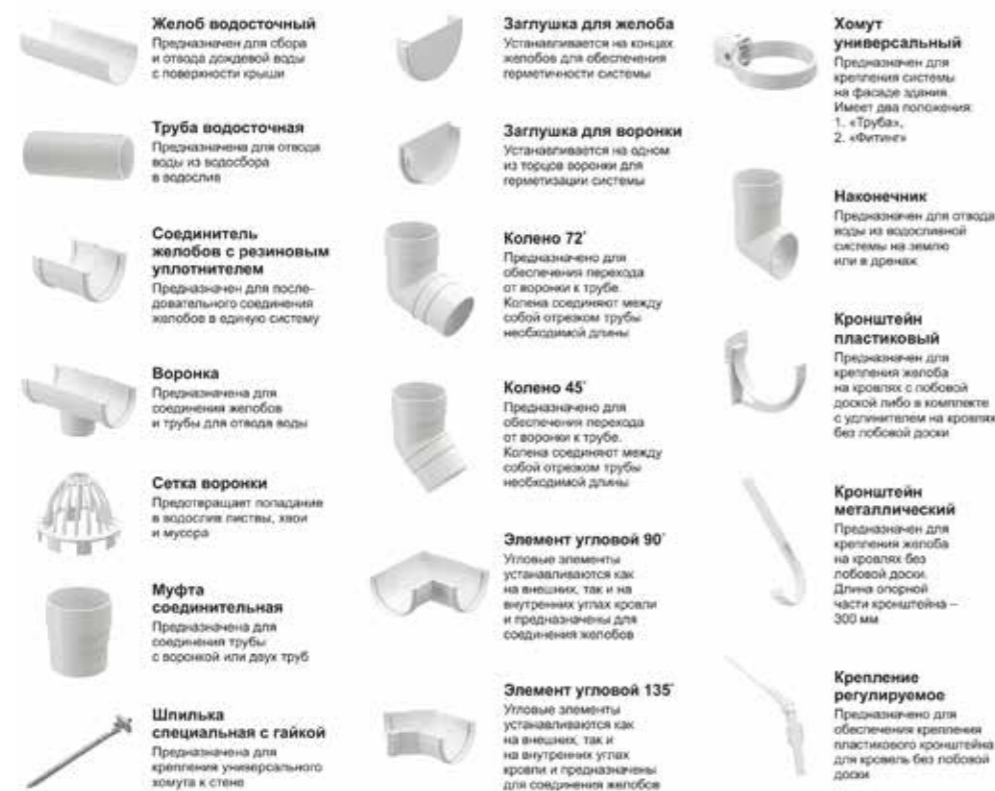 Желоб водосточный
Предназначен для сбора
и отвода дождевой воды
с поверхности крыши
Труба водосточная
Предназначена для отвода
воды из водосбора
в водослив
Соединитель
желобов с резиновым
уплотнителем
Предназначен для после-
довательного соединения
желобов в единую систему
Воронка
Предназначена для
соединения желобов
и трубы для отвода воды
Сетка воронки
Предотвращает попадание
в водослив листвы, хвои
и мусора
Муфта
соединительная
Предназначена для
соединения трубы
с воронкой или двух труб
Шпилька
специальная с гайкой
Предназначена для
крепления универсального
хомута к стене
Заглушка для желоба
Устанавливается на концах
желобов для обеспечения
герметичности системы
Заглушка для воронки
Устанавливается на одном
из торцов воронки для
герметизации системы
Колено 72˚
Предназначено для
обеспечения перехода
от воронки к трубе.
Колена соединяют между
собой отрезком трубы
необходимой длины
Колено 45˚
Предназначено для
обеспечения перехода
от воронки к трубе.
Колена соединяют между
собой отрезком трубы
необходимой длины
Элемент угловой 90˚
Угловые элементы
устанавливаются как
на внешних, так и на
внутренних углах кровли
и предназначены для
соединения желобов
Элемент угловой 135˚
Угловые элементы
устанавливаются как
на внешних, так и
на внутренних углах
кровли и предназначены
для соединения желобов
Хомут
универсальный
Предназначен для
крепления системы
на фасаде здания.
Имеет два положения:
1. «Труба»,
2. «Фитинг»
Наконечник
Предназначен для отвода
воды из водосливной
системы на землю
или в дренаж
Кронштейн
пластиковый
Предназначен для
крепления желоба
на кровлях с лобовой
доской либо в комплекте
с удлинителем на кровлях
без лобовой доски
Кронштейн
металлический
Предназначен для
крепления желоба
на кровлях без
лобовой доски.
Длина опорной
части кронштейна –
300 мм
Крепление
регулируемое
Предназначено для
обеспечения крепления
пластикового кронштейна
для кровель без лобовой
доски